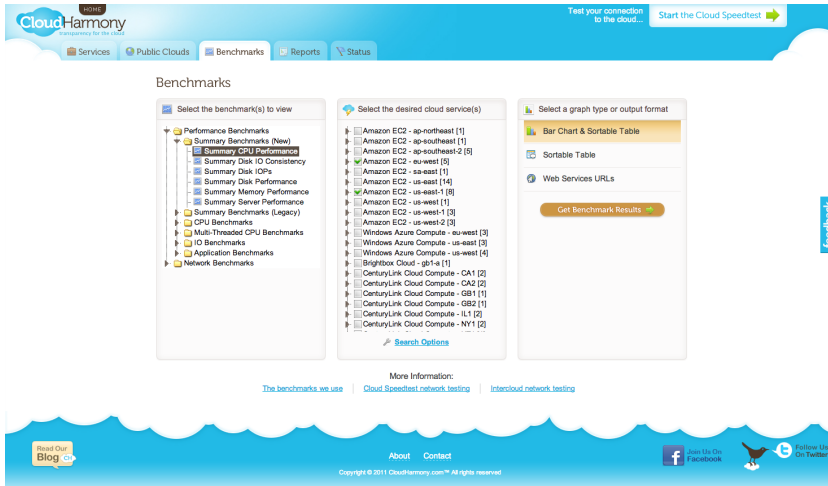 HOME
CloudHarmony
transparency for the cloud
Test your connection
to the cloud...
Start the Cloud Speedtest
Services
Public Clouds
Benchmarks
Reports
Status
Benchmarks
Select the benchmark(s) to view
Performance Benchmarks
Summary Benchmarks (New)
Summary CPU Performance
Summary Disk IO Consistency
Summary Disk IOPs
Summary Disk Performance
Summary Memory Performance
Summary Server Performance
Summary Benchmarks (Legacy)
CPU Benchmarks
Multi-Threaded CPU Benchmarks
IO Benchmarks
Application Benchmarks
Network Benchmarks
Select the desired cloud service(s)
Amazon EC2 - ap-northeast [1]
Amazon EC2 - ap-southeast [1]
Amazon EC2 - ap-southeast-2 [5]
Amazon EC2 - eu-west [5]
Amazon EC2 - sa-east [1]
Amazon EC2 - us-east [14]
Amazon EC2 - us-east-1 [8]
Amazon EC2 - us-west [1]
Amazon EC2 - us-west-1 [3]
Amazon EC2 - us-west-2 [3]
Windows Azure Compute - eu-west [3]
Windows Azure Compute - us-east [3]
Windows Azure Compute - us-west [4]
Brightbox Cloud - gb1-a [1]
CenturyLink Cloud Compute - CA1 [2]
CenturyLink Cloud Compute - CA2 [2]
CenturyLink Cloud Compute - GB1 [1]
CenturyLink Cloud Compute - GB2 [1]
CenturyLink Cloud Compute - IL1 [2]
CenturyLink Cloud Compute - NY1 [2]
Search Options
Select a graph type or output format
Bar Chart & Sortable Table
Sortable Table
Web Services URLs
Get Benchmark Results
feedback
More Information:
The benchmarks we use
Cloud Speedtest network testing
Intercloud network testing
Read Our
Blog CH
About
Contact
Copyright © 2011 CloudHarmony.com™ All rights reserved
Join Us On
Facebook
Follow Us
On Twitter